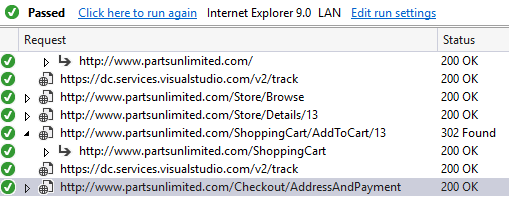 Passed Click here to run again Internet Explorer 9.0 LAN Edit run settings
Request Status
http://www.partsunlimited.com/ 200 OK
https://dc.services.visualstudio.com/v2/track 200 OK
http://www.partsunlimited.com/Store/Browse 200 OK
http://www.partsunlimited.com/Store/Details/13 200 OK
http://www.partsunlimited.com/ShoppingCart/AddToCart/13 302 Found
http://www.partsunlimited.com/ShoppingCart 200 OK
https://dc.services.visualstudio.com/v2/track 200 OK
http://www.partsunlimited.com/Checkout/AddressAndPayment 200 OK